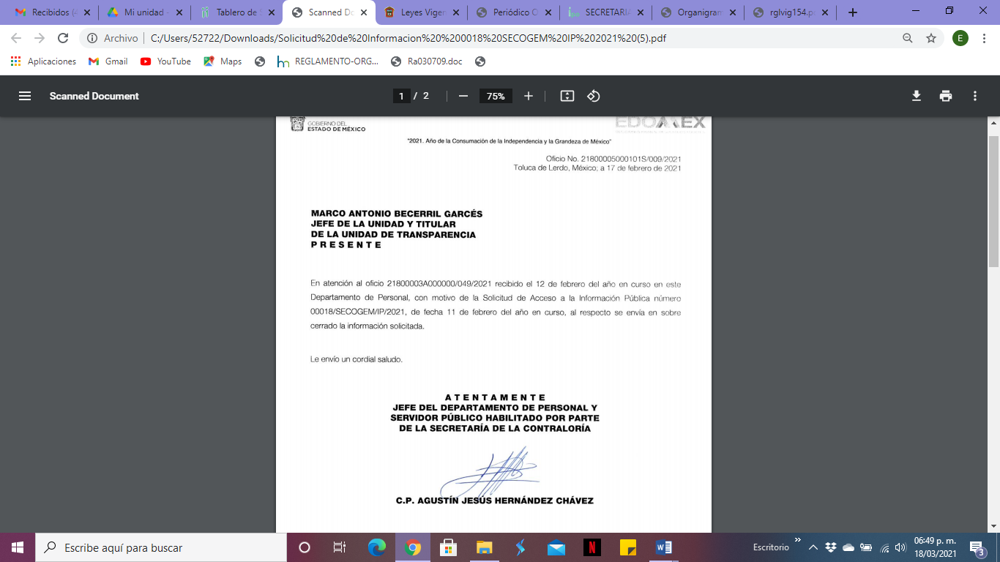 Recibidos (4
Mi unidad -
Tablero de S
Scanned Do
Leyes Vigen
Periódico O
SECRETARIA
Organigram
rglvig154.pd
Archivo | C:/Users/52722/Downloads/Solicitud%20de%20Informacion%20%200018%20SECOGEM%20IP%202021%20(5).pdf
E
Aplicaciones
Gmail
YouTube
Maps
REGLAMENTO-ORG...
Ra030709.doc
Scanned Document
1 / 2
75%
GOBIERNO DEL
ESTADO DE MÉXICO
EDOMEX
"2021. Año de la Consumación de la Independencia y la Grandeza de México"
Oficio No. 21800005000101S/009/2021
Toluca de Lerdo, México; a 17 de febrero de 2021
MARCO ANTONIO BECERRIL GARCÉS
JEFE DE LA UNIDAD Y TITULAR
DE LA UNIDAD DE TRANSPARENCIA
P R E S E N T E
En atención al oficio 21800003A000000/049/2021 recibido el 12 de febrero del año en curso en este
Departamento de Personal, con motivo de la Solicitud de Acceso a la Información Pública número
00018/SECOGEM/IP/2021, de fecha 11 de febrero del año en curso, al respecto se envía en sobre
cerrado la información solicitada.
Le envío un cordial saludo.
A T E N T A M E N T E
JEFE DEL DEPARTAMENTO DE PERSONAL Y
SERVIDOR PÚBLICO HABILITADO POR PARTE
DE LA SECRETARÍA DE LA CONTRALORÍA
C.P. AGUSTÍN JESÚS HERNÁNDEZ CHÁVEZ
Escribe aquí para buscar
Escritorio
06:49 p. m.
18/03/2021
3